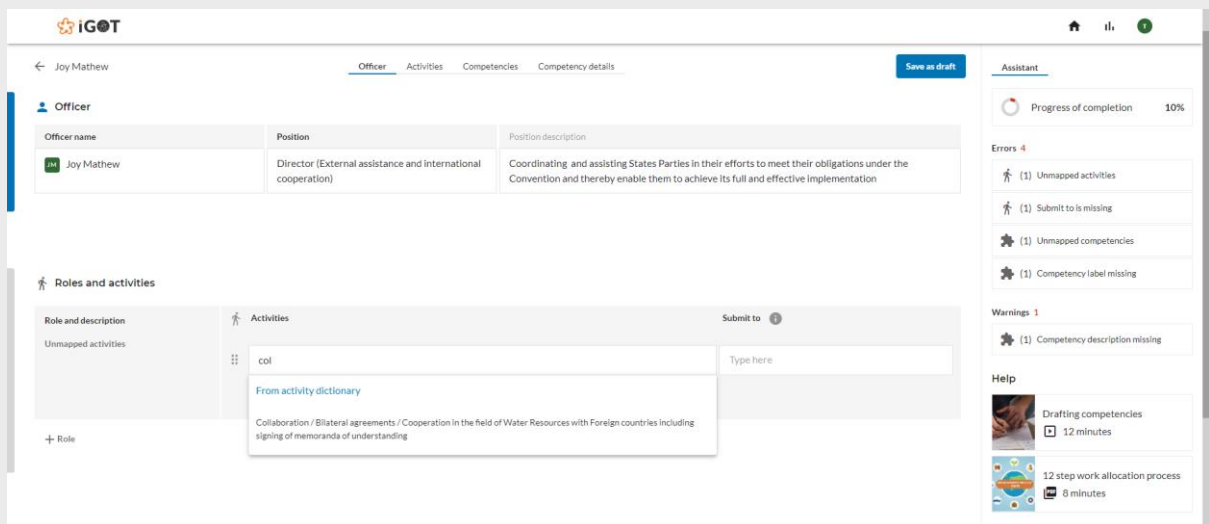 iGOT
T
Joy Mathew
Officer Activities Competencies Competency details
Save as draft
Officer
Officer name Position Position description
JM Joy Mathew
Director (External assistance and international
cooperation)
Coordinating and assisting States Parties in their efforts to meet their obligations under the
Convention and thereby enable them to achieve its full and effective implementation
Roles and activities
Role and description
Activities
Submit to
Unmapped activities
col
Type here
From activity dictionary
Collaboration / Bilateral agreements / Cooperation in the field of Water Resources with Foreign countries including
signing of memoranda of understanding
+ Role
Assistant
Progress of completion 10%
Errors 4
(1) Unmapped activities
(1) Submit to is missing
(1) Unmapped competencies
(1) Competency label missing
Warnings 1
(1) Competency description missing
Help
Drafting competencies
12 minutes
12 step work allocation process
PDF 8 minutes